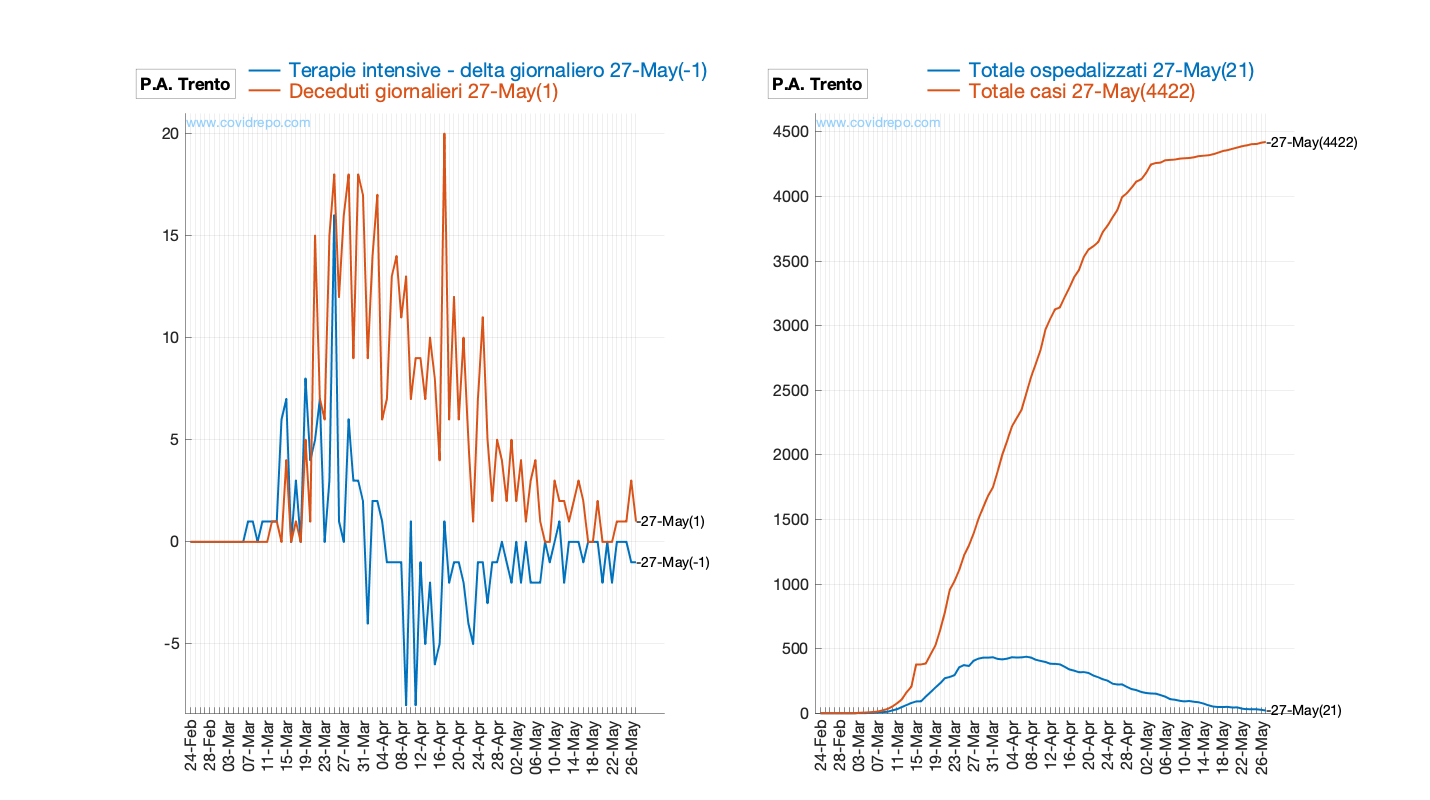 P.A. Trento
Terapie intensive - delta giornaliero 27-May(-1)
Deceduti giornalieri 27-May(1)
www.covidrepo.com
20
15
10
5
0
-5
-27-May(1)
-27-May(-1)
24-Feb
28-Feb
03-Mar
07-Mar
11-Mar
15-Mar
19-Mar
23-Mar
27-Mar
31-Mar
04-Apr
08-Apr
12-Apr
16-Apr
20-Apr
24-Apr
28-Apr
02-May
06-May
10-May
14-May
18-May
22-May
26-May
P.A. Trento
Totale ospedalizzati 27-May(21)
Totale casi 27-May(4422)
www.covidrepo.com
4500
4000
3500
3000
2500
2000
1500
1000
500
0
-27-May(4422)
-27-May(21)
24-Feb
28-Feb
03-Mar
07-Mar
11-Mar
15-Mar
19-Mar
23-Mar
27-Mar
31-Mar
04-Apr
08-Apr
12-Apr
16-Apr
20-Apr
24-Apr
28-Apr
02-May
06-May
10-May
14-May
18-May
22-May
26-May